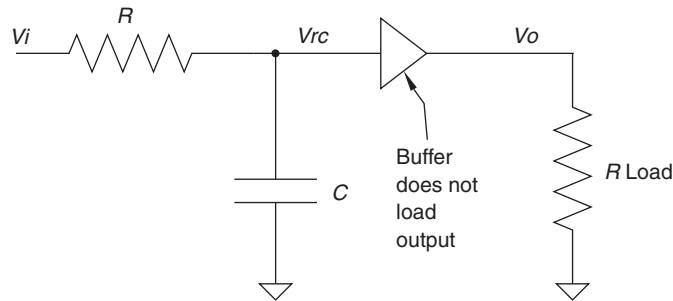 Vi
R
Vrc
Vo
C
Buffer
does not
load
output
R Load